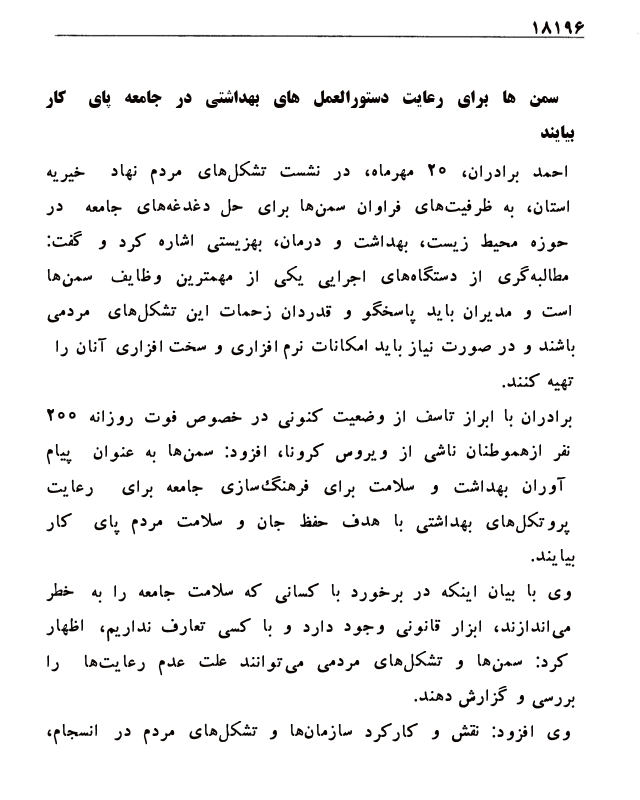 ۱۸۱۹۶
سمن ها برای رعایت دستورالعمل های بهداشتی در جامعه پای کار
بیایند
احمد برادران، ۲۰ مهرماه، در نشست تشکل‌های مردم نهاد خیریه
استان، به ظرفیت‌های فراوان سمن‌ها برای حل دغدغه‌های جامعه در
حوزه محیط زیست، بهداشت و درمان، بهزیستی اشاره کرد و گفت:
مطالبه‌گری از دستگاه‌های اجرایی یکی از مهمترین وظایف سمن‌ها
است و مدیران باید پاسخگو و قدردان زحمات این تشکل‌های مردمی
باشند و در صورت نیاز باید امکانات نرم افزاری و سخت افزاری آنان را
تهیه کنند.
برادران با ابراز تاسف از وضعیت کنونی در خصوص فوت روزانه ۲۰۰
نفر ازهموطنان ناشی از ویروس کرونا، افزود: سمن‌ها به عنوان پیام
آوران بهداشت و سلامت برای فرهنگ‌سازی جامعه برای رعایت
پروتکل‌های بهداشتی با هدف حفظ جان و سلامت مردم پای کار
بیایند.
وی با بیان اینکه در برخورد با کسانی که سلامت جامعه را به خطر
می‌اندازند، ابزار قانونی وجود دارد و با کسی تعارف نداریم، اظهار
کرد: سمن‌ها و تشکل‌های مردمی می‌توانند علت عدم رعایت‌ها را
بررسی و گزارش دهند.
وی افزود: نقش و کارکرد سازمان‌ها و تشکل‌های مردم در انسجام،